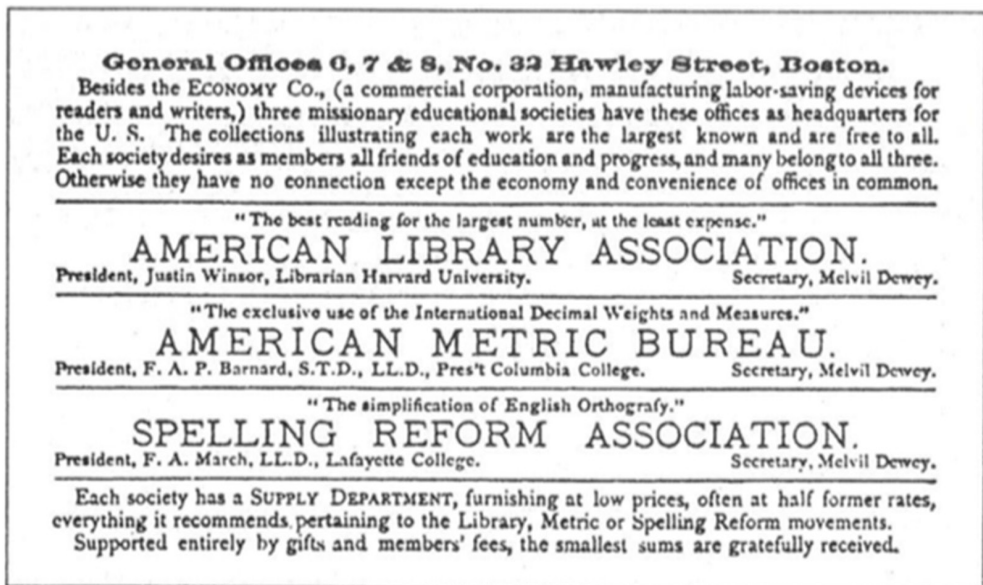 General Offices 6, 7 & 8, No. 32 Hawley Street, Boston.
Besides the ECONOMY Co., (a commercial corporation, manufacturing labor-saving devices for
readers and writers,) three missionary educational societies have these offices as headquarters for
the U. S. The collections illustrating each work are the largest known and are free to all.
Each society desires as members all friends of education and progress, and many belong to all three.
Otherwise they have no connection except the economy and convenience of offices in common.
"The best reading for the largest number, at the least expense."
AMERICAN LIBRARY ASSOCIATION.
President, Justin Winsor, Librarian Harvard University. Secretary, Melvil Dewey.
"The exclusive use of the International Decimal Weights and Measures."
AMERICAN METRIC BUREAU.
President, F. A. P. Barnard, S.T.D., LL.D., Pres't Columbia College. Secretary, Melvil Dewey.
"The simplification of English Orthografy."
SPELLING REFORM ASSOCIATION.
President, F. A. March, LL.D., Lafayette College. Secretary, Melvil Dewey.
Each society has a SUPPLY DEPARTMENT, furnishing at low prices, often at half former rates,
everything it recommends pertaining to the Library, Metric or Spelling Reform movements.
Supported entirely by gifts and members' fees, the smallest sums are gratefully received.